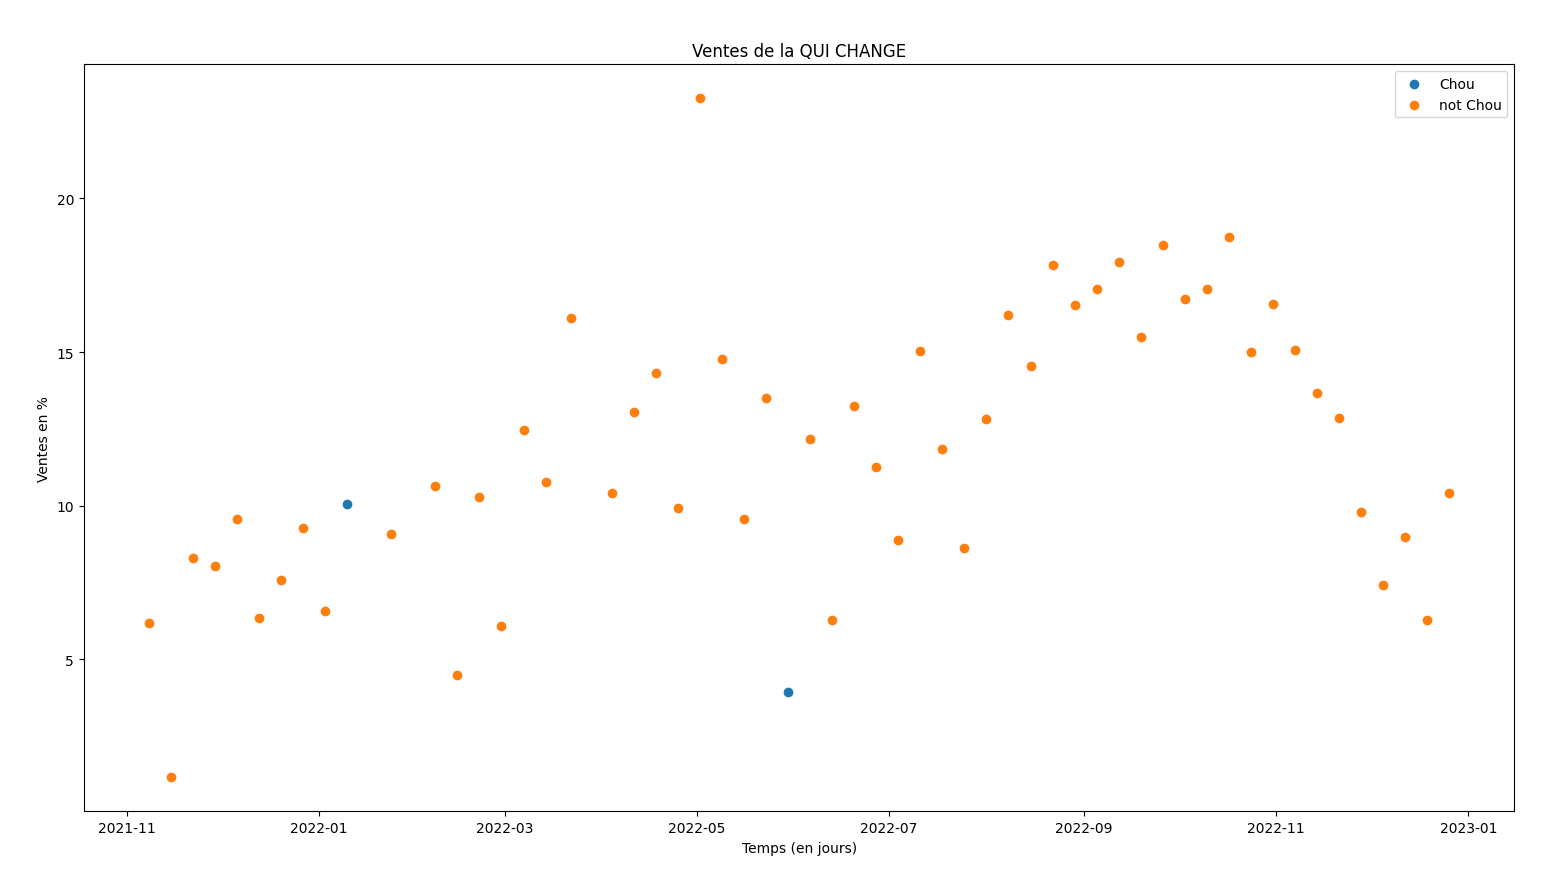 Ventes de la QUI CHANGE
Chou
not Chou
Ventes en %
20
15
10
5
2021-11
2022-01
2022-03
2022-05
2022-07
2022-09
2022-11
2023-01
Temps (en jours)